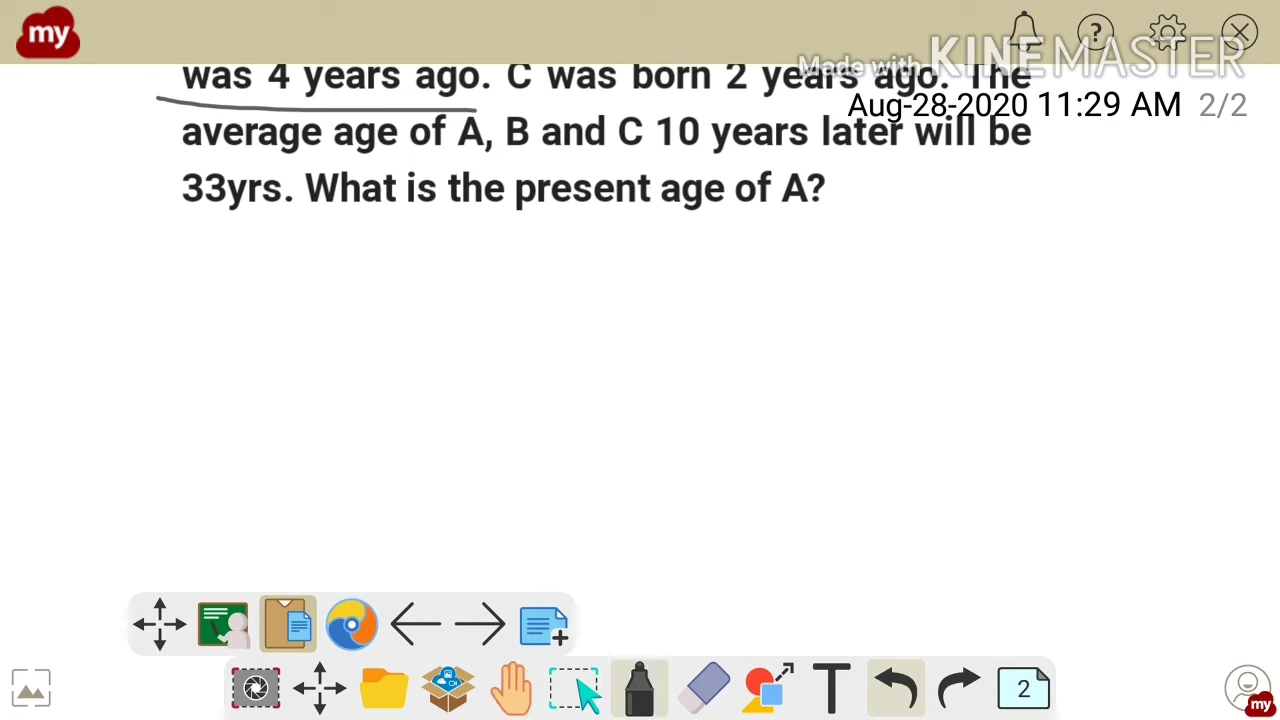 my
?
Made with KINEMASTER
was 4 years ago. C was born 2 years ago. The
Aug-28-2020 11:29 AM 2/2
average age of A, B and C 10 years later will be
33yrs. What is the present age of A?
T
2
my